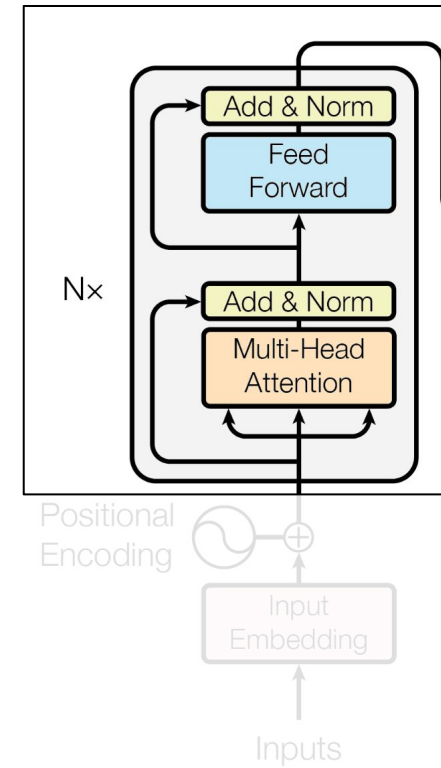 Add & Norm
Feed
Forward
Nx
Add & Norm
Multi-Head
Attention
Positional
Encoding
Input
Embedding
Inputs